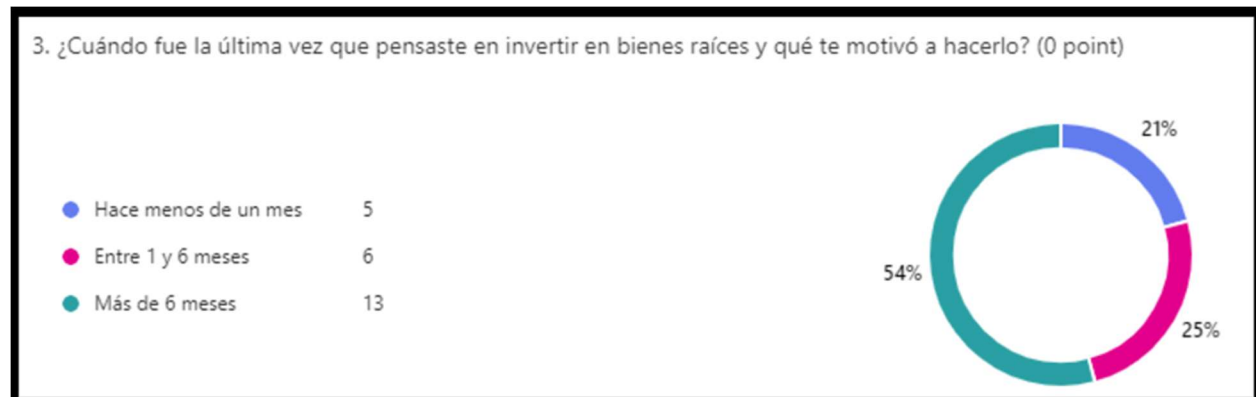 3. ¿Cuándo fue la última vez que pensaste en invertir en bienes raíces y qué te motivó a hacerlo? (0 point)
Hace menos de un mes 5
Entre 1 y 6 meses 6
Más de 6 meses 13
21%
54%
25%